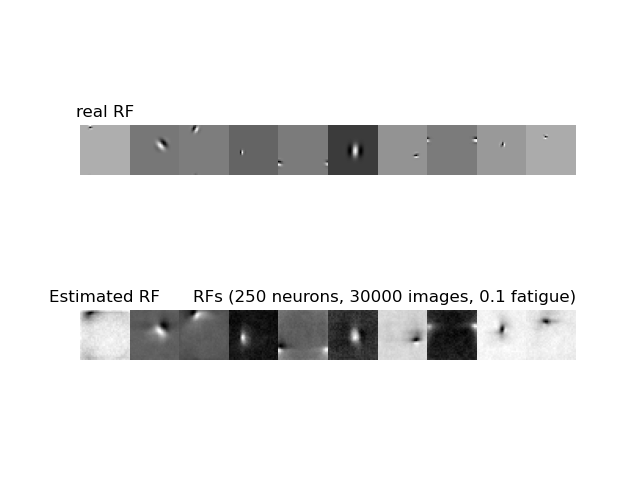 real RF
Estimated RF
RFs (250 neurons, 30000 images, 0.1 fatigue)